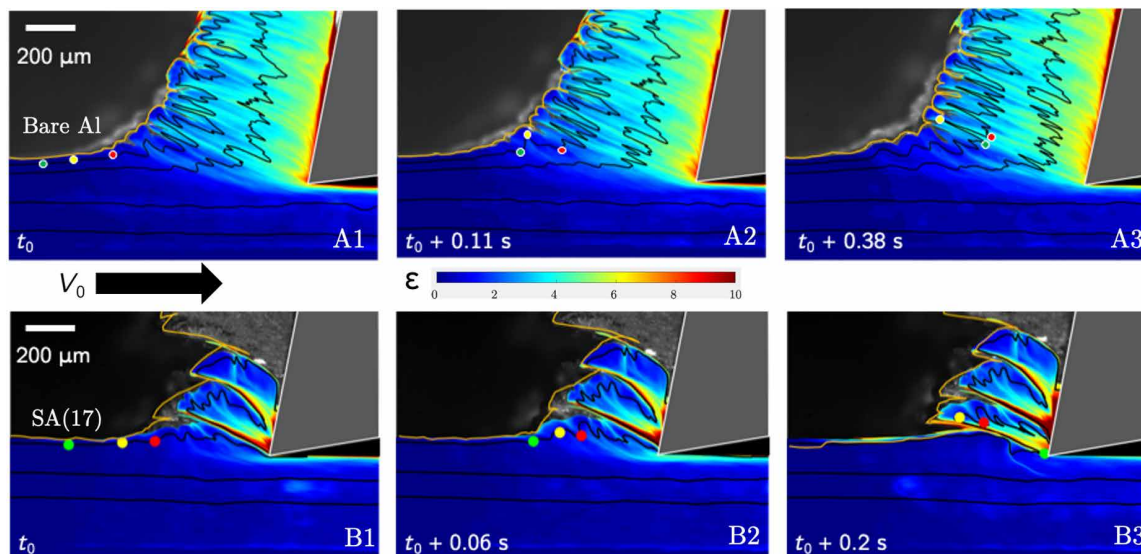 200 μm
Bare Al
t₀
A1
t₀ + 0.11 s
A2
t₀ + 0.38 s
A3
V₀
ε
0 2 4 6 8 10
200 μm
SA(17)
t₀
B1
t₀ + 0.06 s
B2
t₀ + 0.2 s
B3